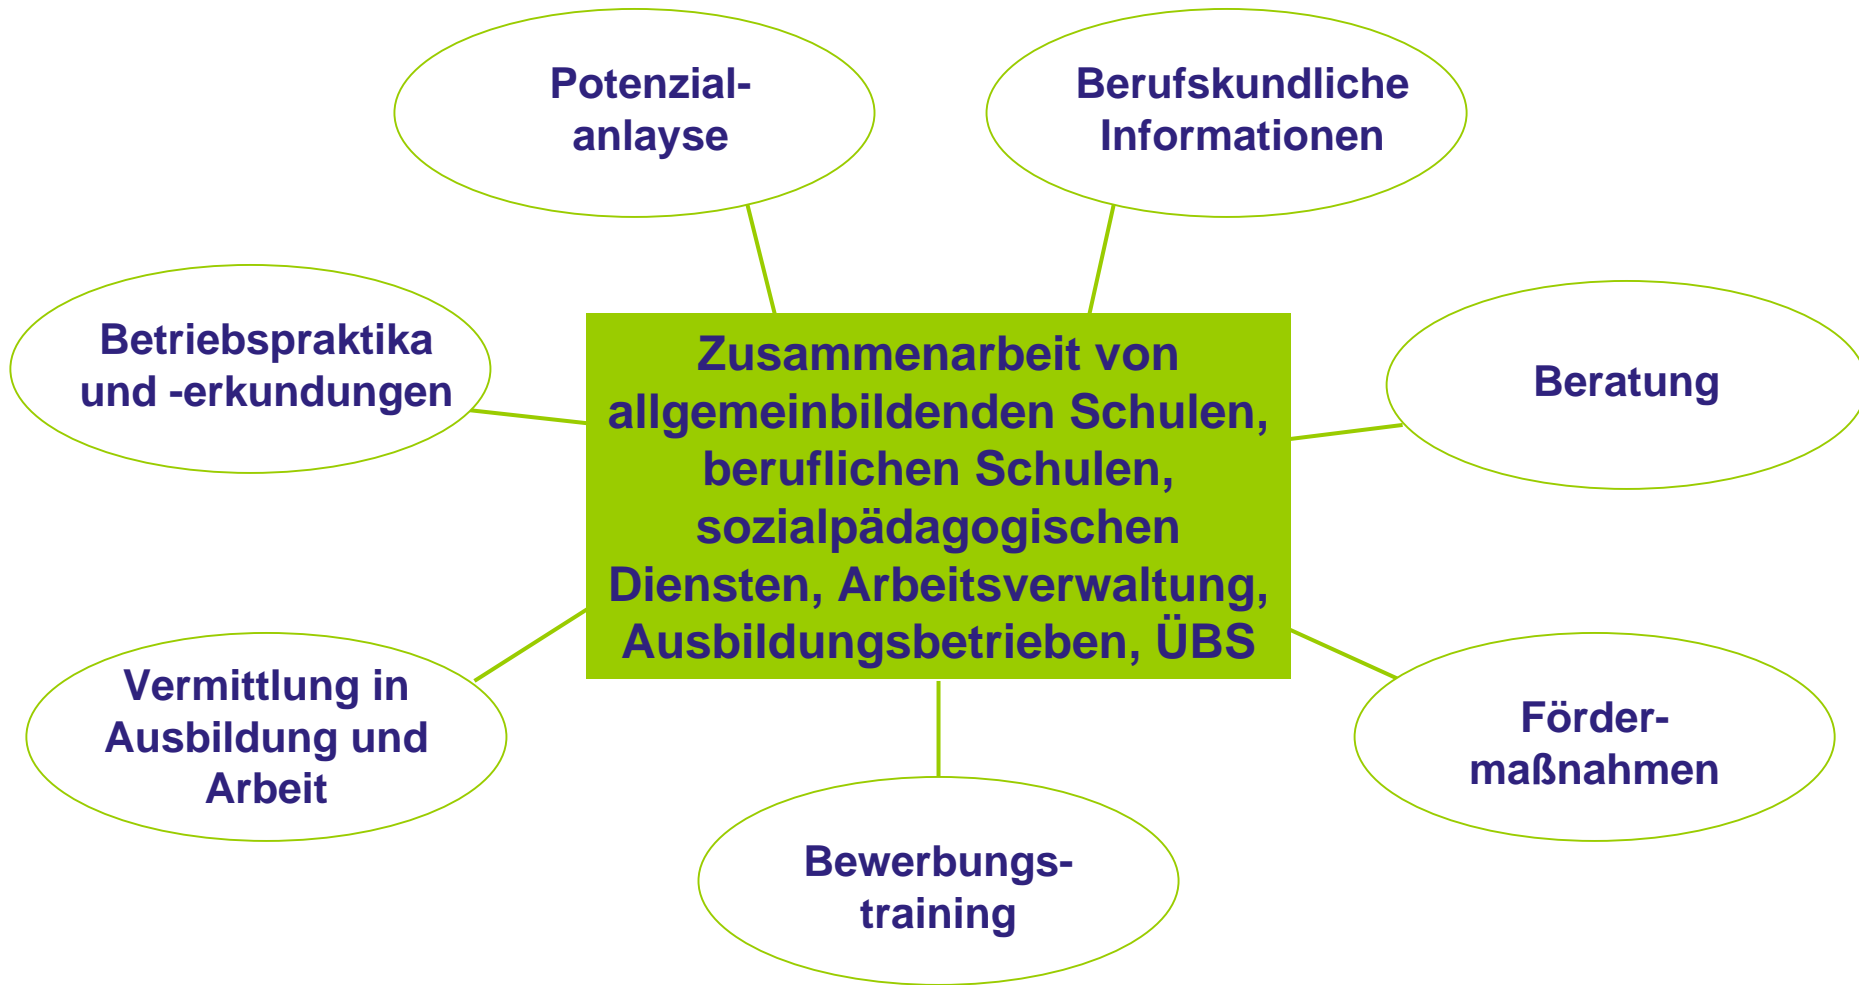 Potenzial-
anlayse
Berufskundliche
Informationen
Betriebspraktika
und -erkundungen
Zusammenarbeit von
allgemeinbildenden Schulen,
beruflichen Schulen,
sozialpädagogischen
Diensten, Arbeitsverwaltung,
Ausbildungsbetrieben, ÜBS
Beratung
Vermittlung in
Ausbildung und
Arbeit
Förder-
maßnahmen
Bewerbungs-
training